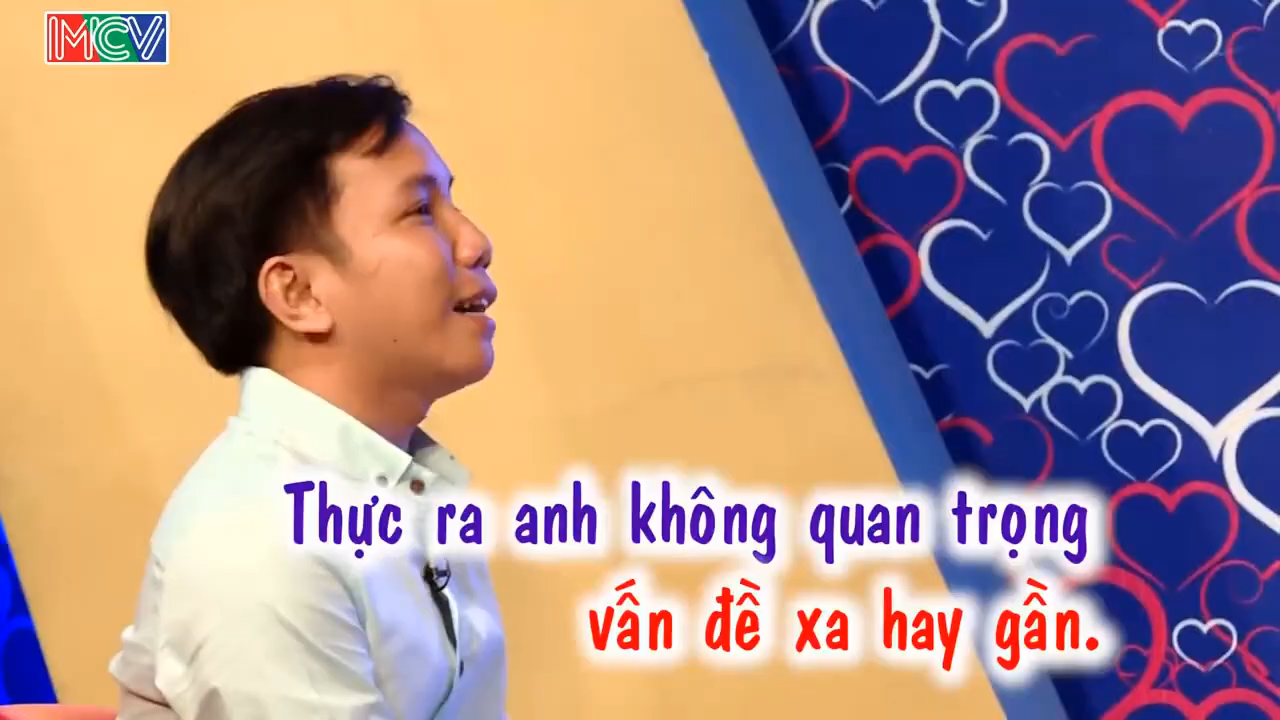 MCV
Thực ra anh không quan trọng
vấn đề xa hay gần.